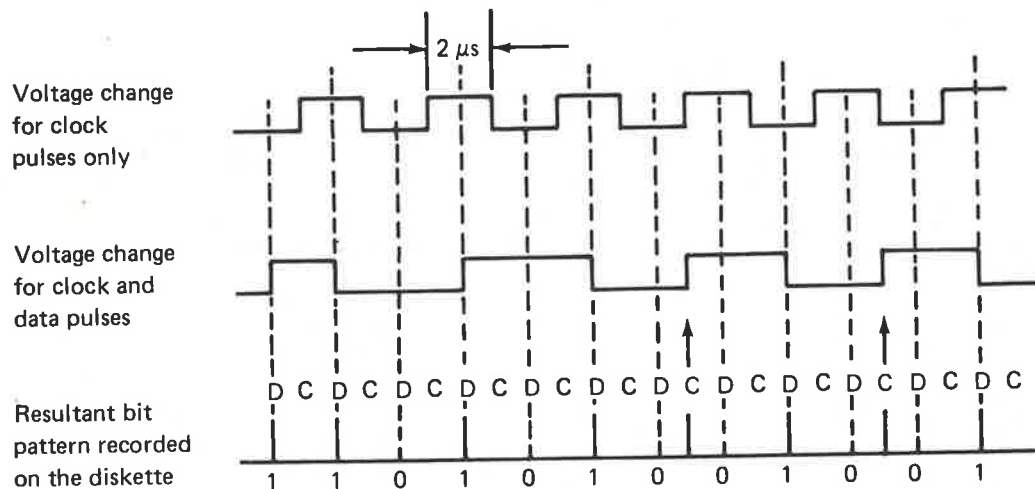 2 µs
Voltage change
for clock
pulses only
Voltage change
for clock and
data pulses
D C D C D C D C D C D C D C D C D C D C D C D C
Resultant bit
pattern recorded
on the diskette
1 1 0 1 0 1 0 0 1 0 0 1